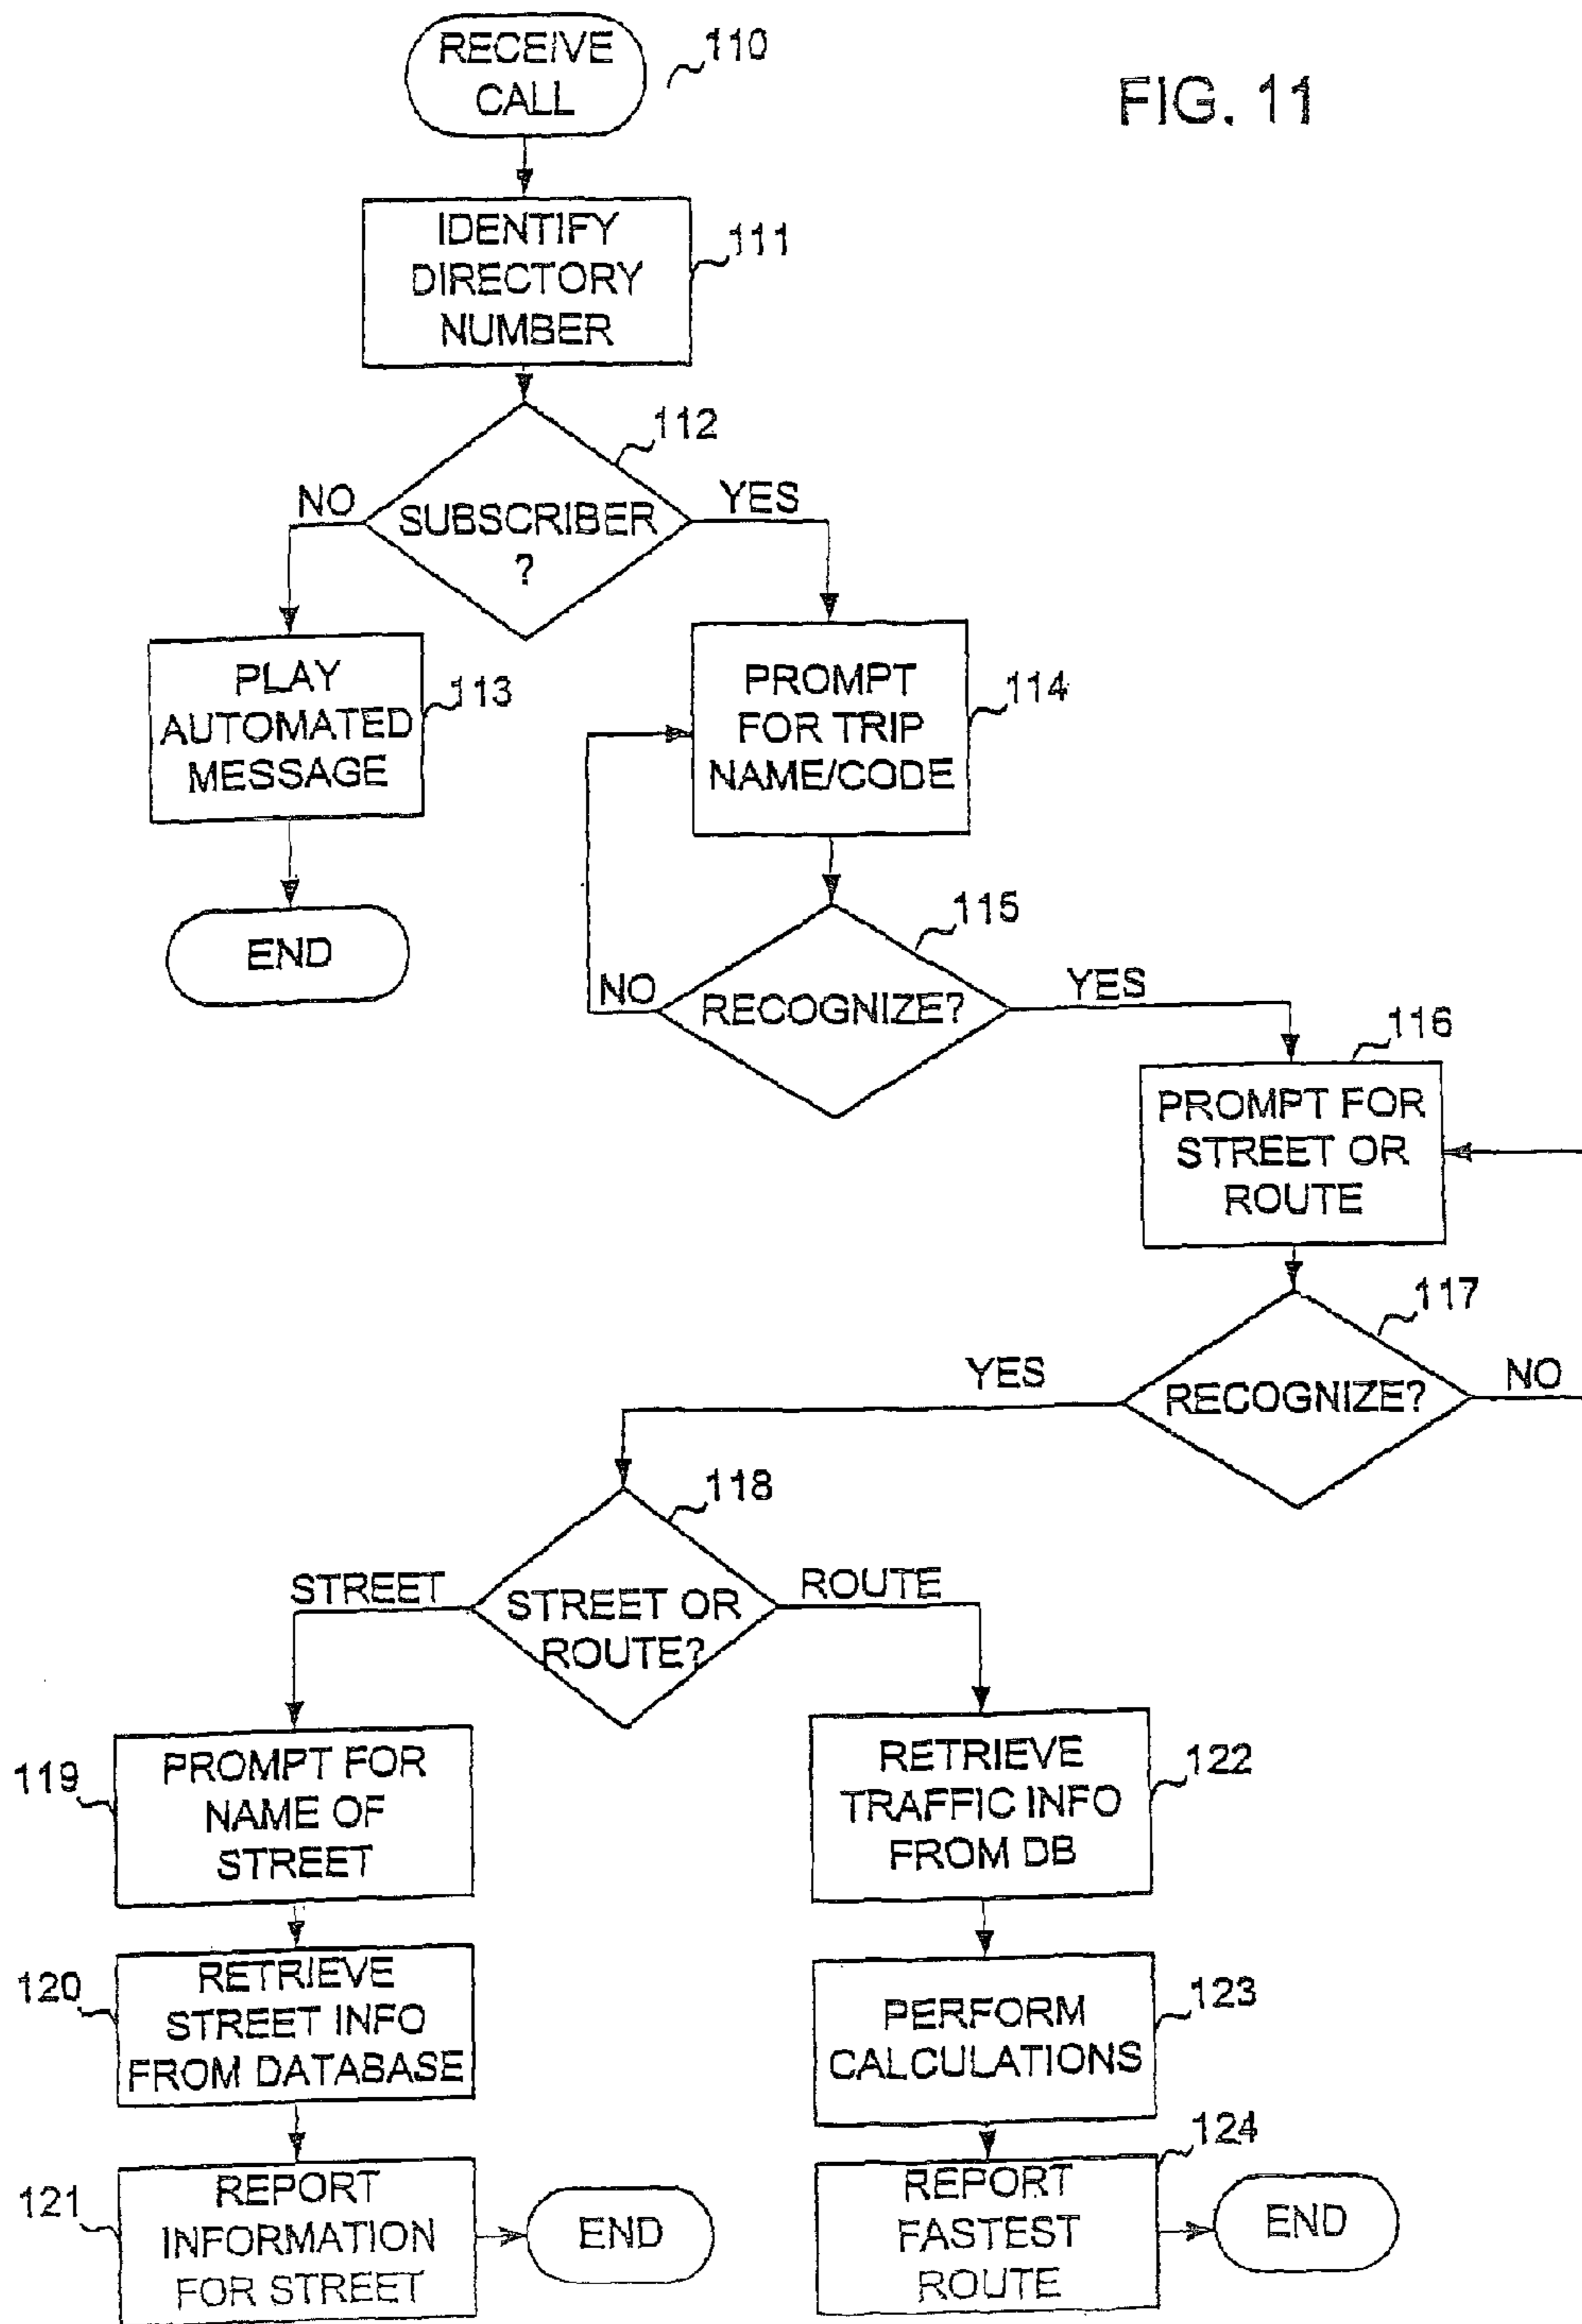 RECEIVE
CALL
110
FIG. 11
IDENTIFY
DIRECTORY
NUMBER
111
112
NO
YES
SUBSCRIBER
?
PLAY
AUTOMATED
MESSAGE
113
PROMPT
FOR TRIP
NAME/CODE
114
END
115
NO
RECOGNIZE?
YES
116
PROMPT FOR
STREET OR
ROUTE
117
YES
RECOGNIZE?
NO
118
STREET
STREET OR
ROUTE?
ROUTE
119
PROMPT FOR
NAME OF
STREET
RETRIEVE
TRAFFIC INFO
FROM DB
122
120
RETRIEVE
STREET INFO
FROM DATABASE
PERFORM
CALCULATIONS
123
121
REPORT
INFORMATION
FOR STREET
END
124
REPORT
FASTEST
ROUTE
END